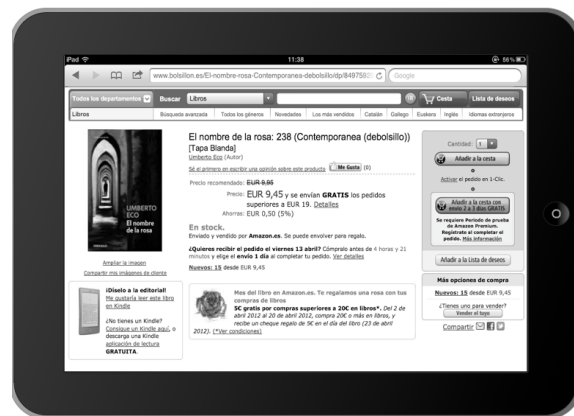 iPad
11:38
56%
www.bolsillon.es/El-nombre-rosa-Contemporanea-debolsillo/dp/8497592
Google
Todos los departamentos
Buscar
Libros
Cesta
Lista de deseos
Libros
Búsqueda avanzada
Todos los géneros
Novedades
Los más vendidos
Catalán
Gallego
Euskera
Inglés
Idiomas extranjeros
UMBERTO
ECO
El nombre
de la rosa
Ampliar la imagen
Compartir mis imágenes de cliente
El nombre de la rosa: 238 (Contemporanea (debolsillo))
[Tapa Blanda]
Umberto Eco (Autor)
Sé el primero en escribir una opinión sobre este producto Me Gusta (0)
Precio recomendado: EUR 9,95
Precio: EUR 9,45 y se envían GRATIS los pedidos
superiores a EUR 19. Detalles
Ahorras: EUR 0,50 (5%)
En stock.
Enviado y vendido por Amazon.es. Se puede envolver para regalo.
¿Quieres recibir el pedido el viernes 13 abril? Cómpralo antes de 4 horas y 21
minutos y elige el envío 1 día al completar tu pedido. Ver detalles
Nuevos: 15 desde EUR 9,45
Cantidad: 1
Añadir a la cesta
o
Activar el pedido en 1-Clic.
o
Añadir a la cesta con
envío 2 a 3 días GRATIS
Se requiere Periodo de prueba
de Amazon Premium.
Regístrate al completar el
pedido. Más información
Añadir a la Lista de deseos
Más opciones de compra
Nuevos: 15 desde EUR 9,45
¿Tienes uno para vender?
Vender el tuyo
Compartir
¡Díselo a la editorial!
Me gustaría leer este libro
en Kindle
¿No tienes un Kindle?
Consigue un Kindle aquí, o
descarga una Kindle
aplicación de lectura
GRATUITA.
Mes del libro en Amazon.es. Te regalamos una rosa con tus
compras de libros
5€ gratis por compras superiores a 20€ en libros*. Del 2 de
abril 2012 al 20 de abril 2012, compra 20€ o más en libros, y
recibe un cheque regalo de 5€ en el día del libro (23 de abril
2012). [*Ver condiciones]